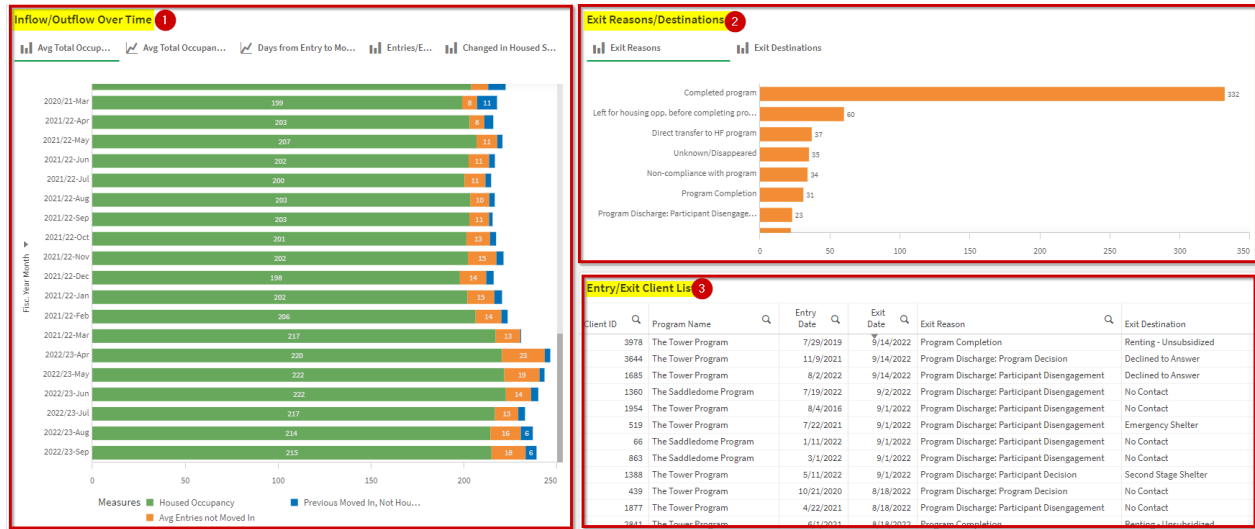 Inflow/Outflow Over Time 1
Avg Total Occup... Avg Total Occupan... Days from Entry to Mo... Entries/E... Changed in Housed S...
Fisc. Year Month
2020/21-Mar 199 8 11
2021/22-Apr 203 8
2021/22-May 207 11
2021/22-Jun 202 11
2021/22-Jul 200 11
2021/22-Aug 203 10
2021/22-Sep 203 11
2021/22-Oct 201 13
2021/22-Nov 202 15
2021/22-Dec 198 14
2021/22-Jan 202 15
2021/22-Feb 206 14
2021/22-Mar 217 13
2022/23-Apr 220 23
2022/23-May 222 19
2022/23-Jun 222 14
2022/23-Jul 217 13
2022/23-Aug 214 16 6
2022/23-Sep 215 18 6
0 50 100 150 200 250
Measures Housed Occupancy Previous Moved In, Not Hou...
Avg Entries not Moved In
Exit Reasons/Destinations 2
Exit Reasons Exit Destinations
Completed program 332
Left for housing opp. before completing pro... 60
Direct transfer to HF program 37
Unknown/Disappeared 35
Non-compliance with program 34
Program Completion 31
Program Discharge: Participant Disengage... 23
0 50 100 150 200 250 300 350
Entry/Exit Client List 3
Client ID Program Name Entry Date Exit Date Exit Reason Exit Destination
3978 The Tower Program 7/29/2019 9/14/2022 Program Completion Renting - Unsubsidized
3644 The Tower Program 11/9/2021 9/14/2022 Program Discharge: Program Decision Declined to Answer
1685 The Tower Program 8/2/2022 9/14/2022 Program Discharge: Participant Disengagement Declined to Answer
1360 The Saddledome Program 7/19/2022 9/2/2022 Program Discharge: Participant Disengagement No Contact
1954 The Tower Program 8/4/2016 9/1/2022 Program Discharge: Participant Disengagement No Contact
519 The Tower Program 7/22/2021 9/1/2022 Program Discharge: Participant Disengagement Emergency Shelter
66 The Saddledome Program 1/11/2022 9/1/2022 Program Discharge: Participant Disengagement No Contact
863 The Saddledome Program 3/1/2022 9/1/2022 Program Discharge: Participant Disengagement No Contact
1388 The Tower Program 5/11/2022 9/1/2022 Program Discharge: Participant Decision Second Stage Shelter
439 The Tower Program 10/21/2020 8/18/2022 Program Discharge: Program Decision No Contact
1877 The Tower Program 4/22/2021 8/18/2022 Program Discharge: Participant Disengagement No Contact
2841 The Tower Program 6/1/2021 8/18/2022 Program Completion Renting - Unsubsidized